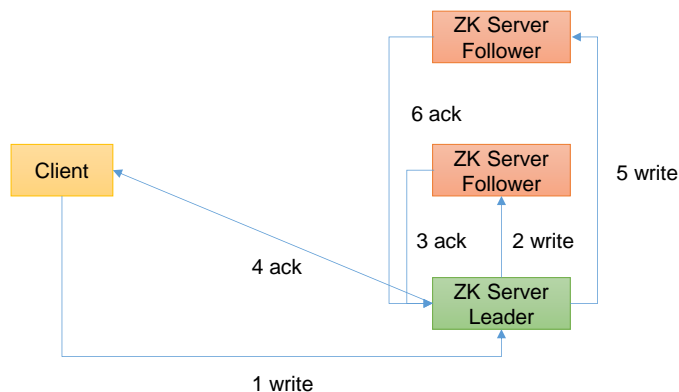 ZK Server
Follower
6 ack
Client
ZK Server
Follower
5 write
3 ack
2 write
4 ack
ZK Server
Leader
1 write